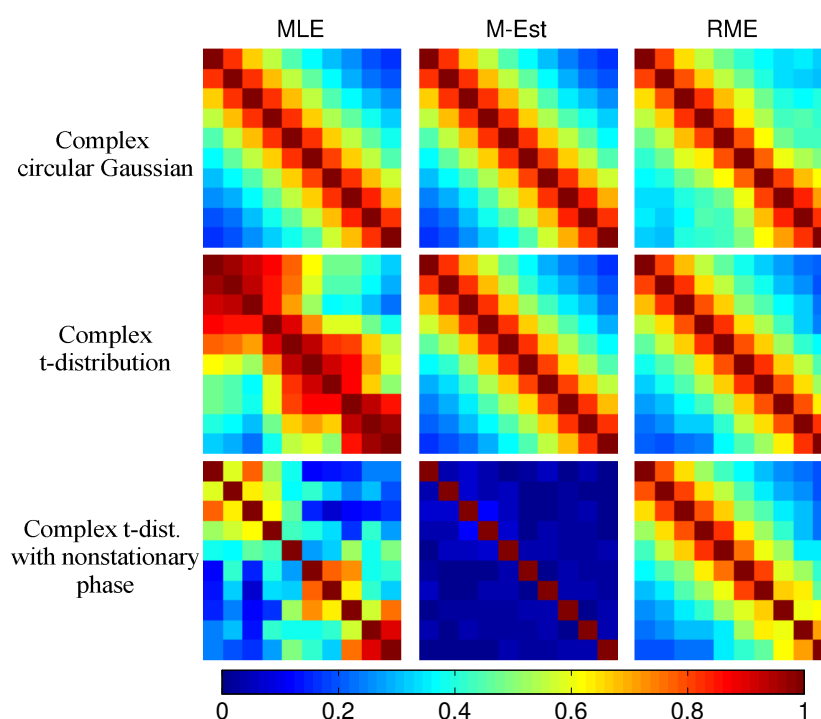 MLE M-Est RME
Complex
circular Gaussian
Complex
t-distribution
Complex t-dist.
with nonstationary
phase
0 0.2 0.4 0.6 0.8 1